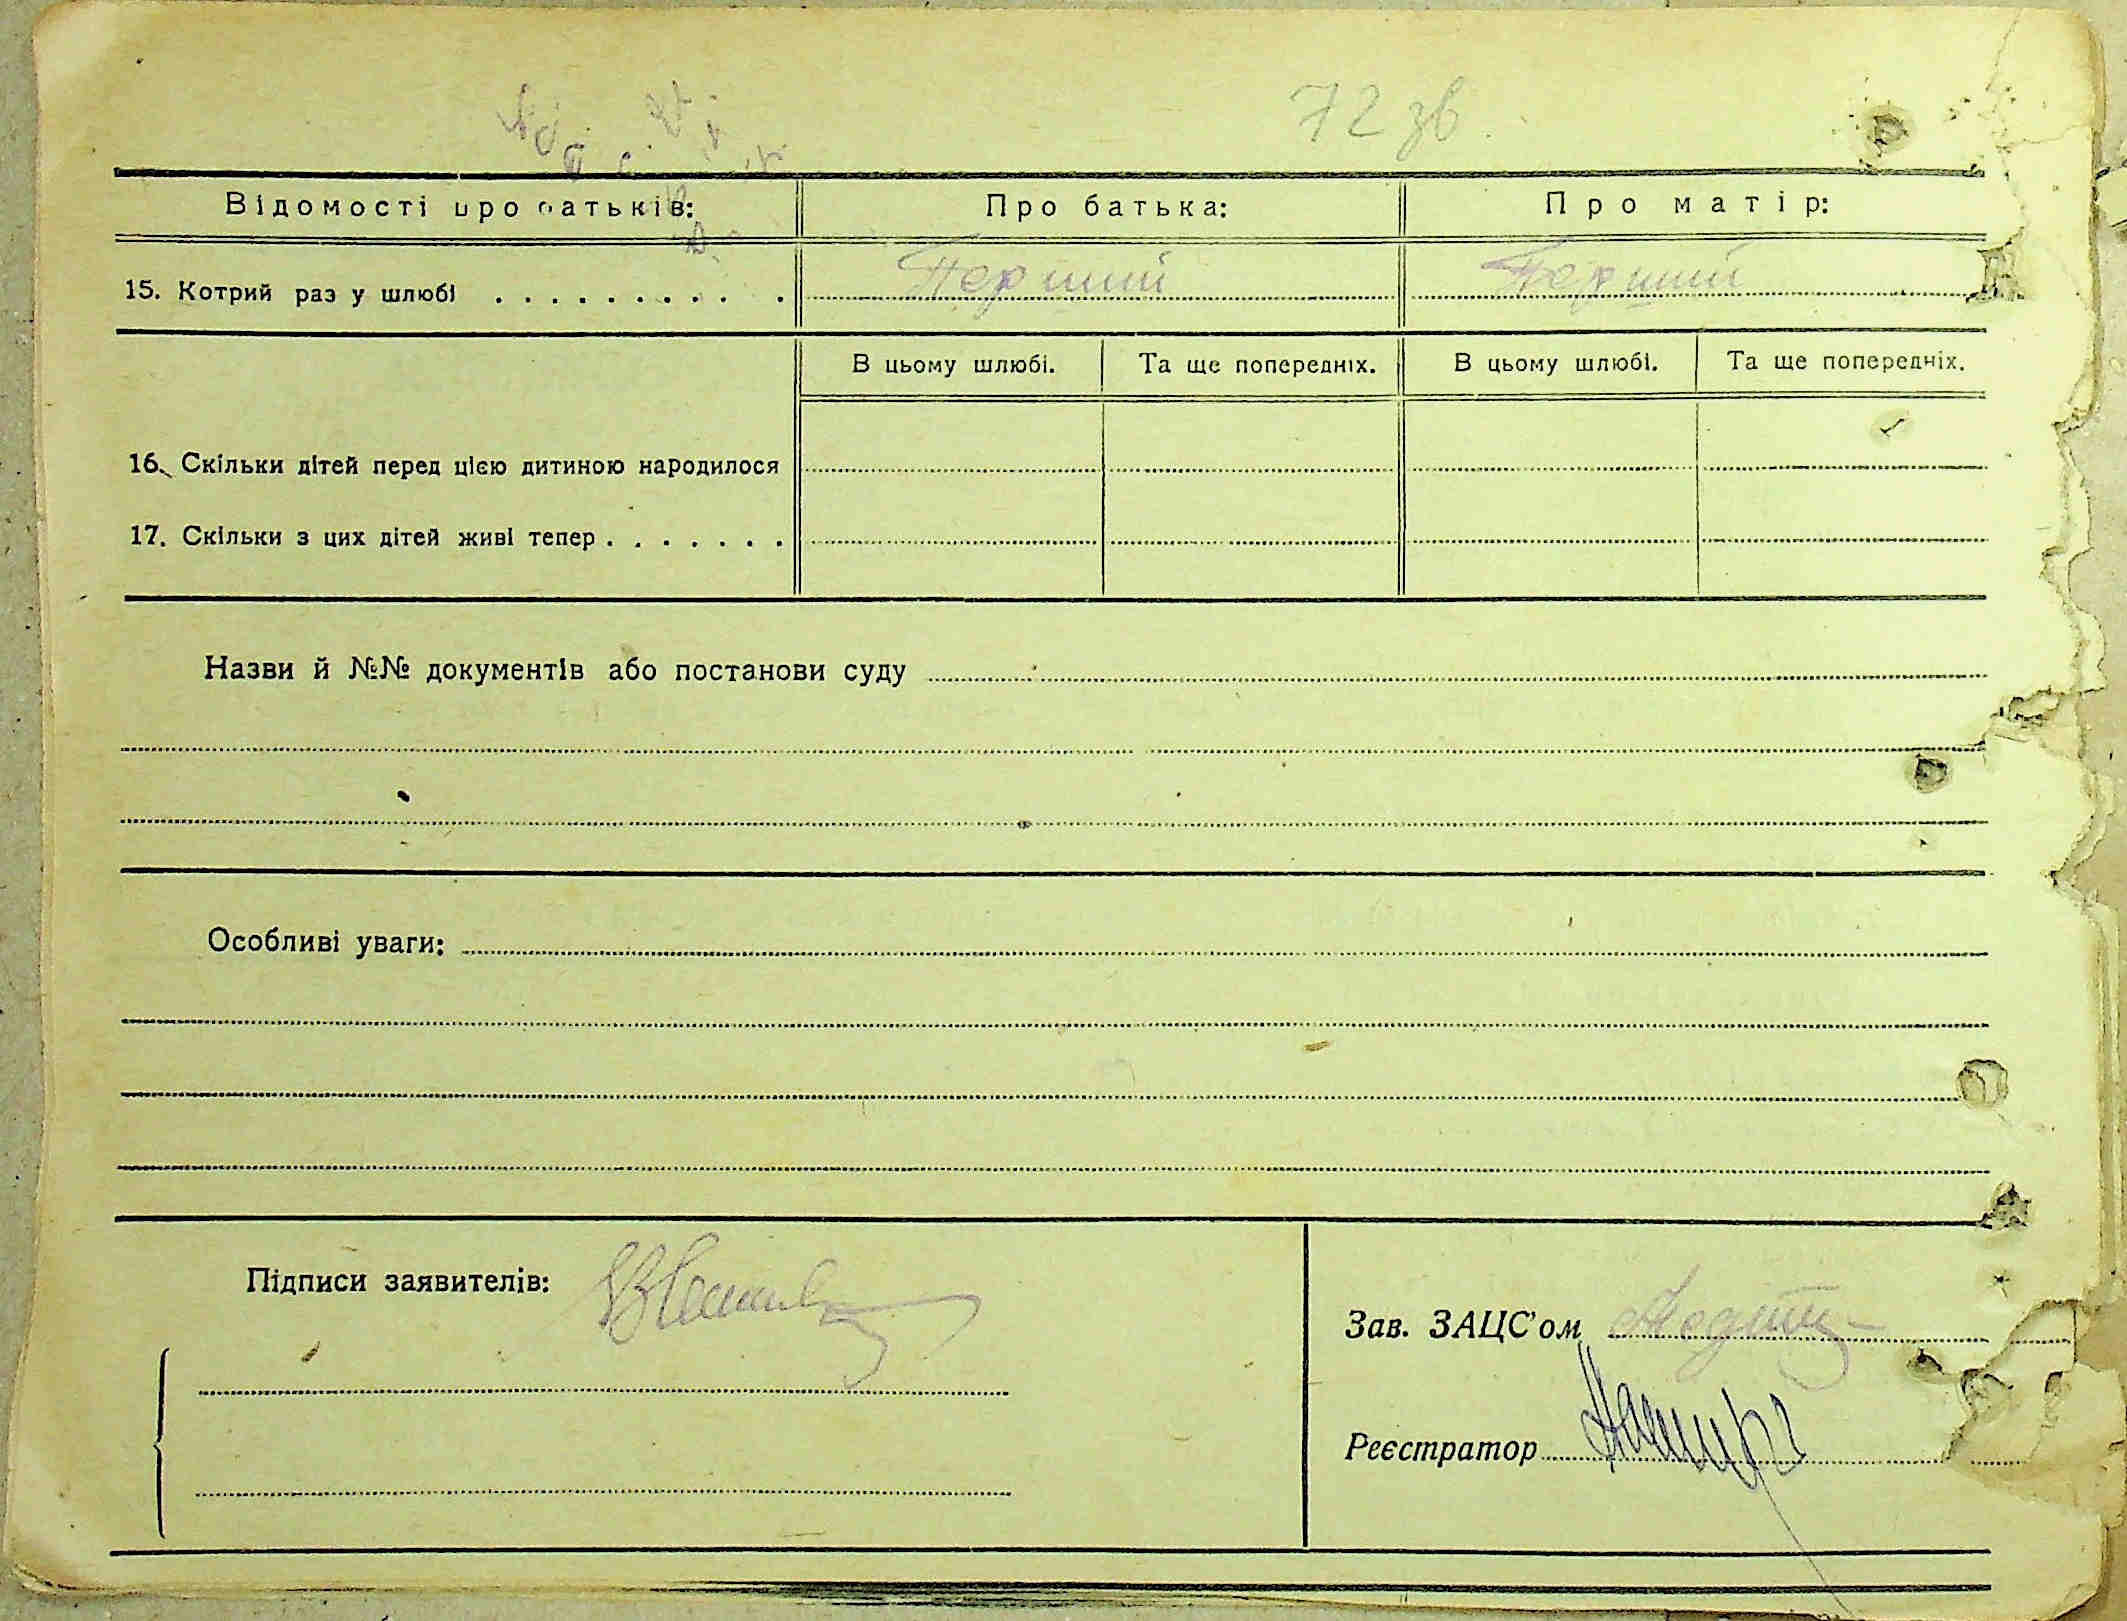 72 зв
Відомості про батьків: Про батька: Про матір:
15. Котрий раз у шлюбі . . . . . . . . . . Перший Перший
В цьому шлюбі. Та ще попередніх. В цьому шлюбі. Та ще попередніх.
16. Скільки дітей перед цією дитиною народилося
17. Скільки з цих дітей живі тепер . . . . . . .
Назви й №№ документів або постанови суду
Особливі уваги:
Підписи заявителів:
Зав. ЗАЦС'ом
Реєстратор